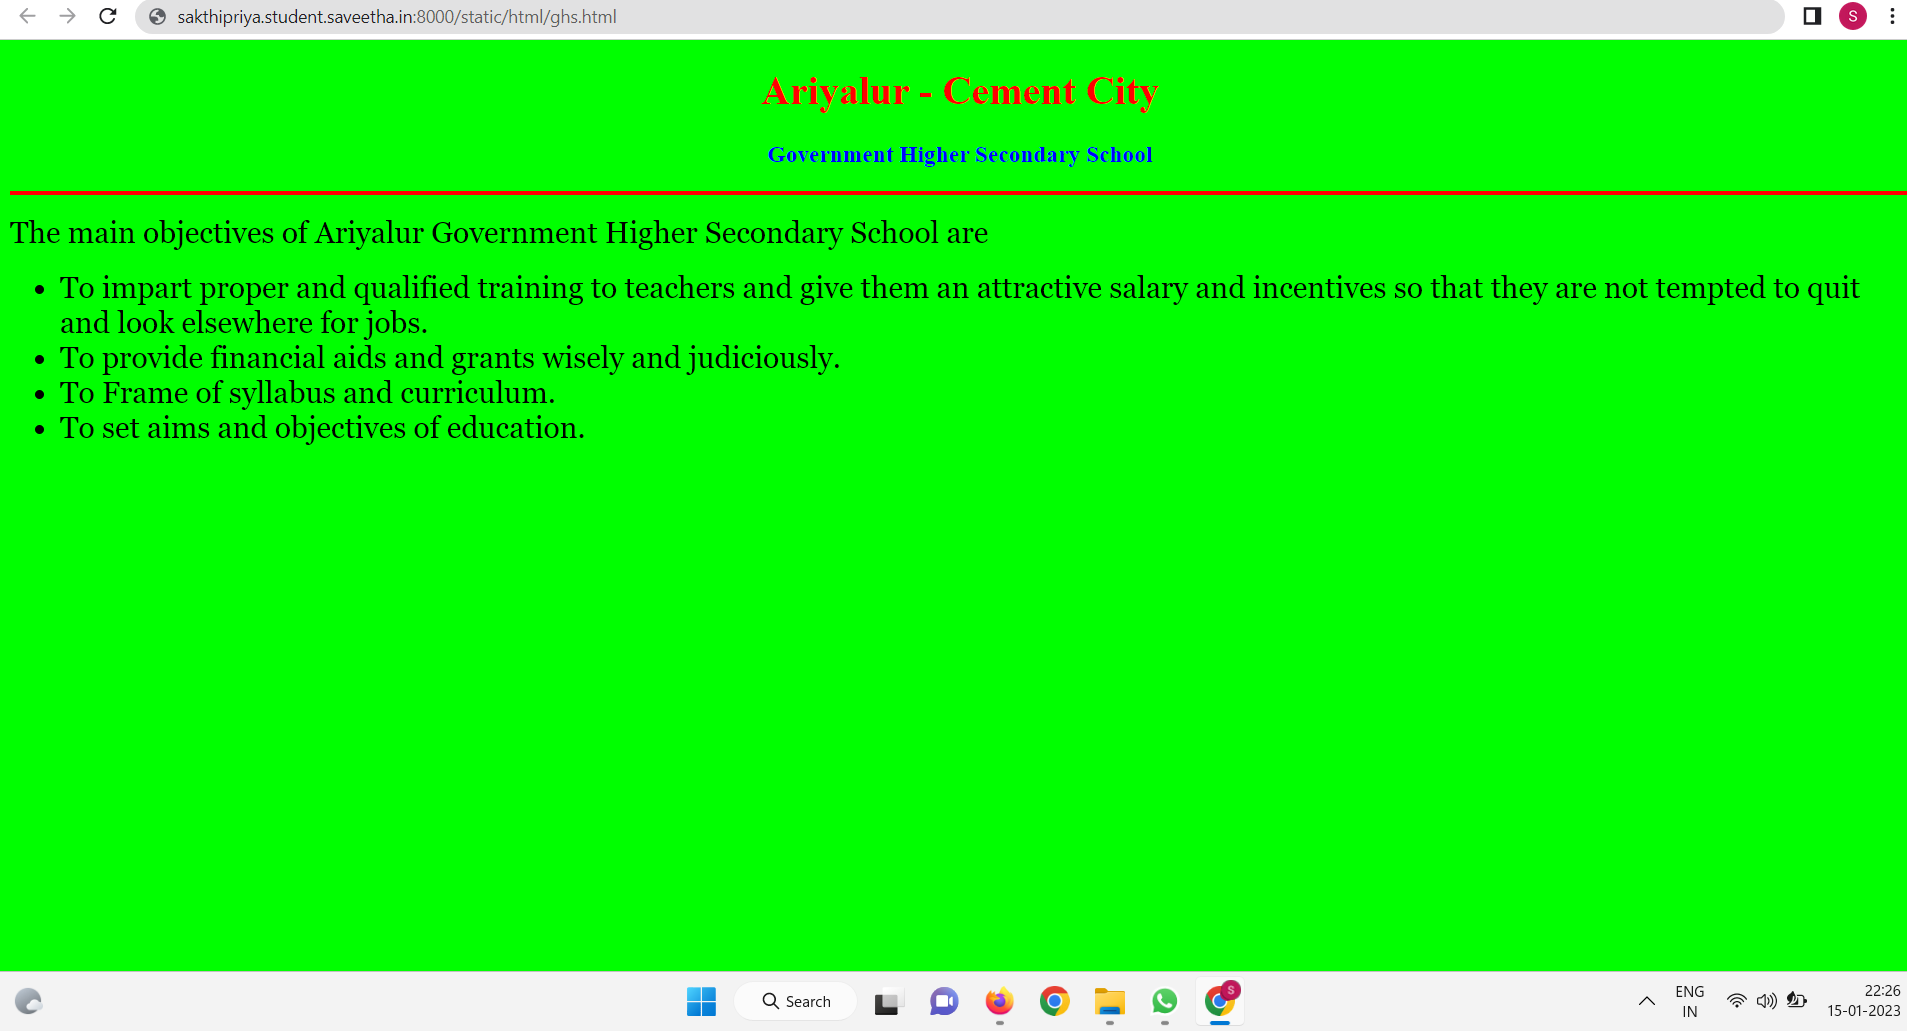 sakthipriya.student.saveetha.in:8000/static/html/ghs.html
S
Ariyalur - Cement City
Government Higher Secondary School
The main objectives of Ariyalur Government Higher Secondary School are
• To impart proper and qualified training to teachers and give them an attractive salary and incentives so that they are not tempted to quit
and look elsewhere for jobs.
• To provide financial aids and grants wisely and judiciously.
• To Frame of syllabus and curriculum.
• To set aims and objectives of education.
Search
S
ENG
IN
22:26
15-01-2023